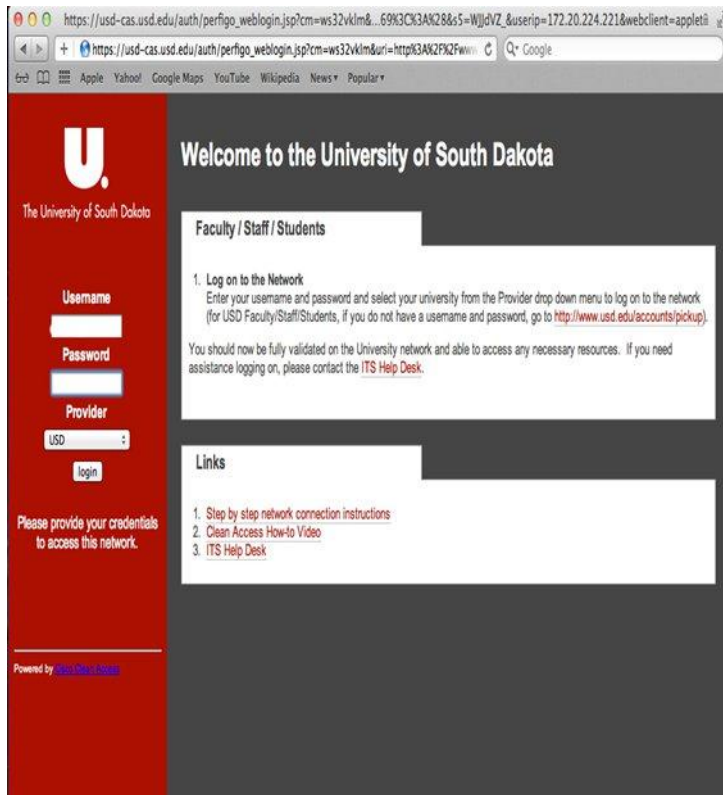 https://usd-cas.usd.edu/auth/perfigo_weblogin.jsp?cm=ws32vklm&...69%3C%3A%28&s5=WJJdVZ_&userip=172.20.224.221&webclient=appletii
https://usd-cas.usd.edu/auth/perfigo_weblogin.jsp?cm=ws32vklm&uri=http%3A%2F%2Fwww
Q Google
Apple Yahoo! Google Maps YouTube Wikipedia News Popular
U.
The University of South Dakota
Welcome to the University of South Dakota
Faculty / Staff / Students
1. Log on to the Network
Enter your username and password and select your university from the Provider drop down menu to log on to the network
(for USD Faculty/Staff/Students, if you do not have a username and password, go to http://www.usd.edu/accounts/pickup).
You should now be fully validated on the University network and able to access any necessary resources. If you need
assistance logging on, please contact the ITS Help Desk.
Username
Password
Provider
USD
login
Please provide your credentials
to access this network.
Links
1. Step by step network connection instructions
2. Clean Access How-to Video
3. ITS Help Desk
Powered by Cisco Clean Access